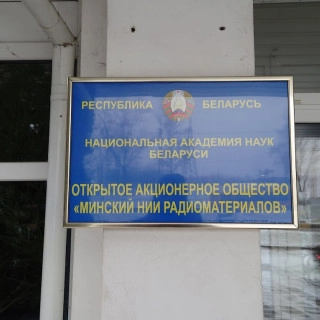 РЕСПУБЛИКА БЕЛАРУСЬ
НАЦИОНАЛЬНАЯ АКАДЕМИЯ НАУК
БЕЛАРУСИ
ОТКРЫТОЕ АКЦИОНЕРНОЕ ОБЩЕСТВО
«МИНСКИЙ НИИ РАДИОМАТЕРИАЛОВ»